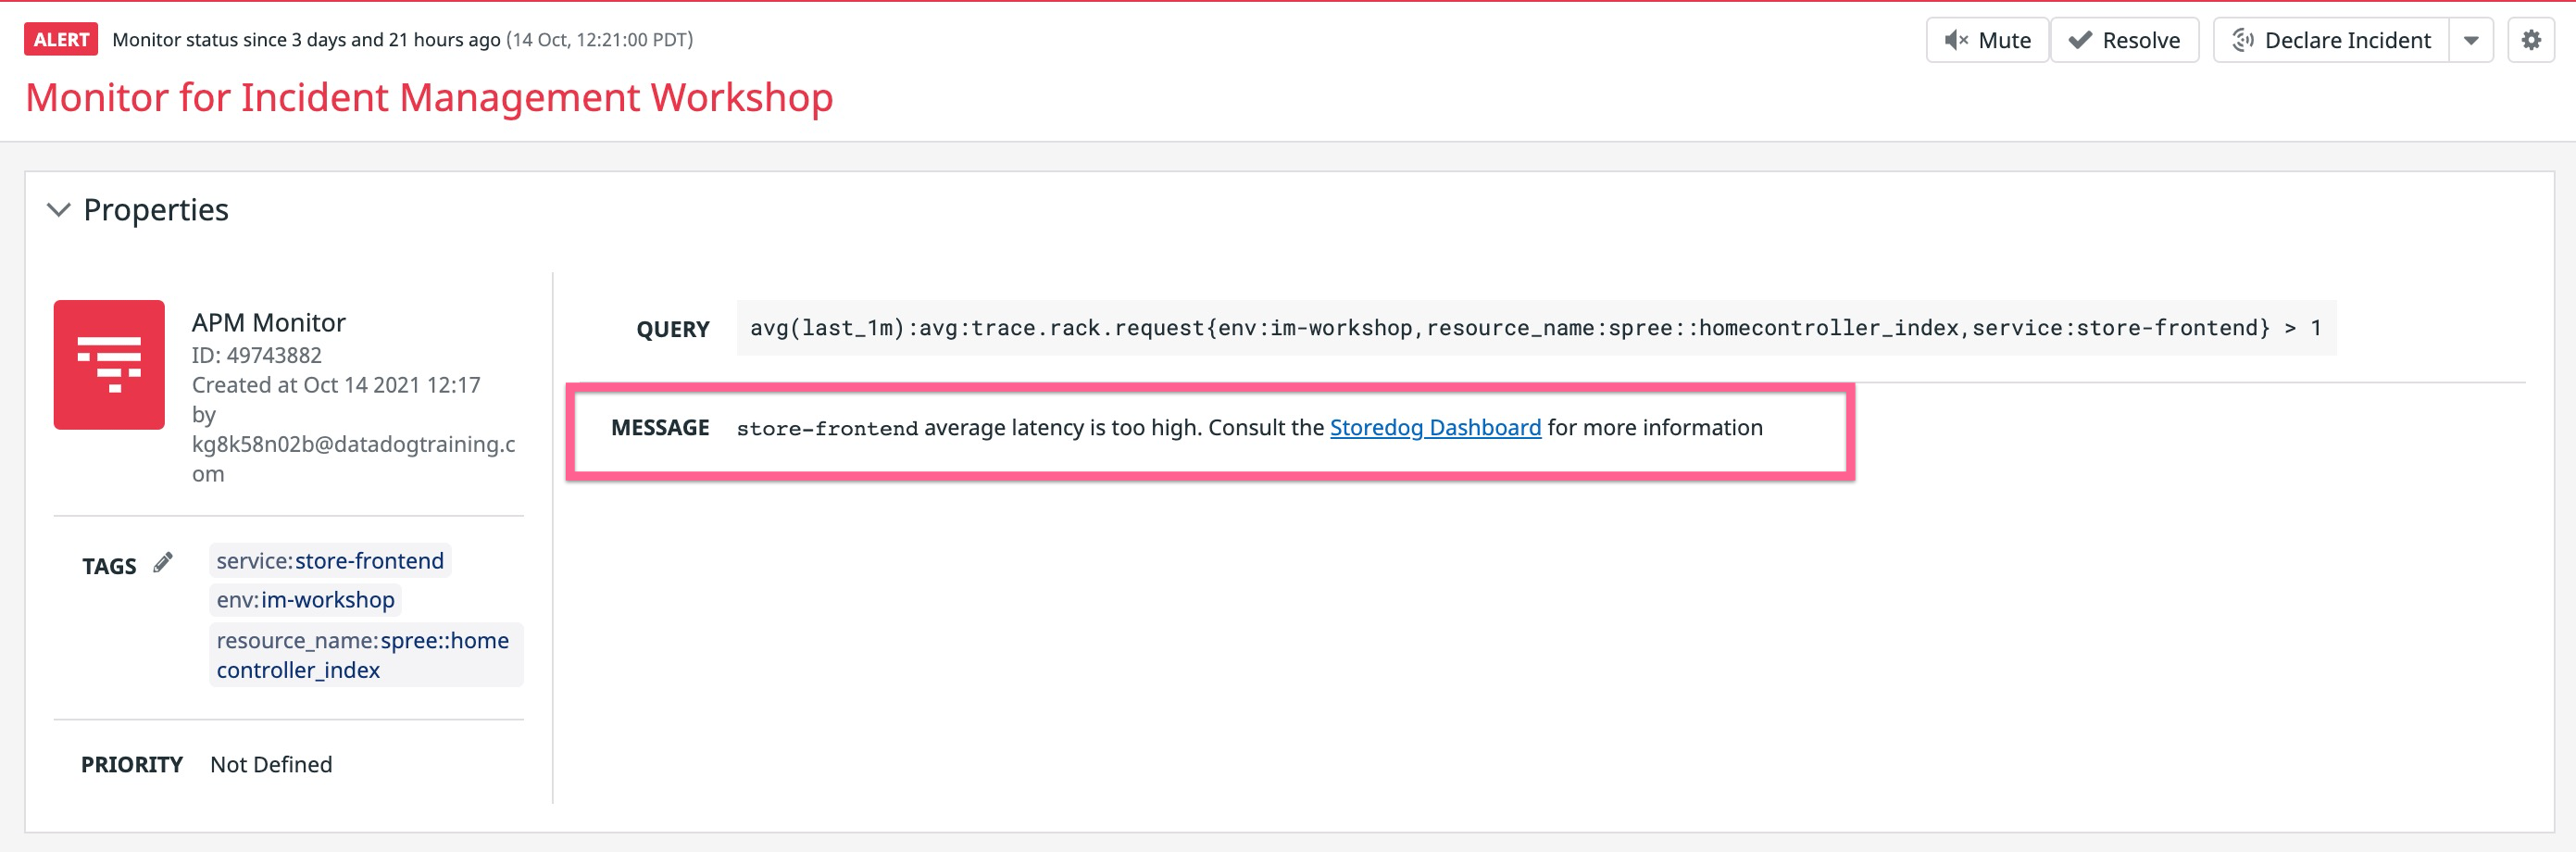 ALERT Monitor status since 3 days and 21 hours ago (14 Oct, 12:21:00 PDT)
Mute
Resolve
Declare Incident
Monitor for Incident Management Workshop
Properties
APM Monitor
ID: 49743882
Created at Oct 14 2021 12:17
by
kg8k58n02b@datadogtraining.c
om
TAGS
service:store-frontend
env:im-workshop
resource_name:spree::home
controller_index
PRIORITY Not Defined
QUERY avg(last_1m):avg:trace.rack.request{env:im-workshop,resource_name:spree::homecontroller_index,service:store-frontend} > 1
MESSAGE store-frontend average latency is too high. Consult the Storedog Dashboard for more information